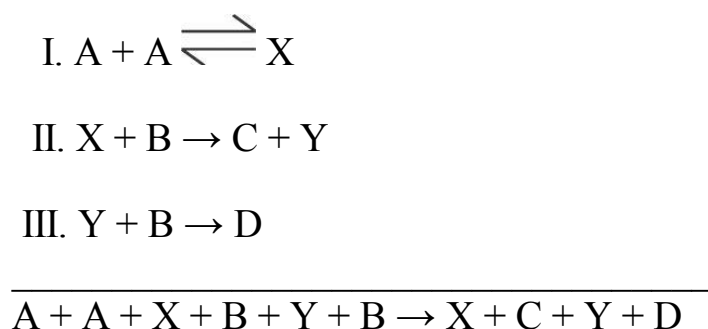 I. A + A ⇌ X
II. X + B → C + Y
III. Y + B → D
A + A + X + B + Y + B → X + C + Y + D